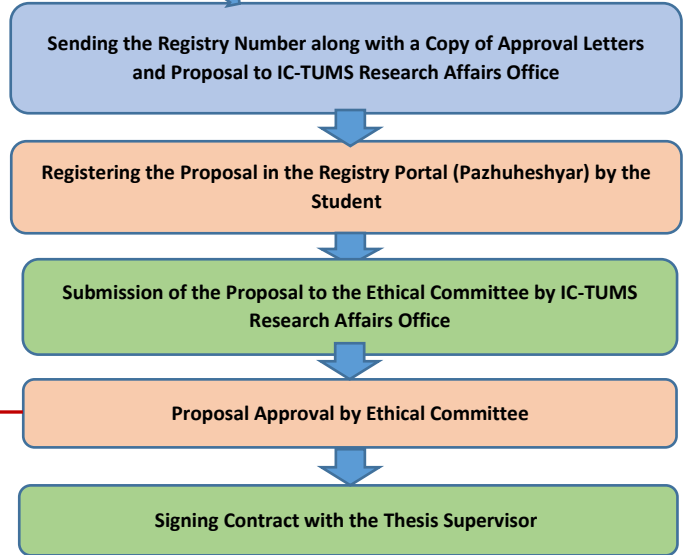 Sending the Registry Number along with a Copy of Approval Letters
and Proposal to IC-TUMS Research Affairs Office
Registering the Proposal in the Registry Portal (Pazhuheshyar) by the
Student
Submission of the Proposal to the Ethical Committee by IC-TUMS
Research Affairs Office
Proposal Approval by Ethical Committee
Signing Contract with the Thesis Supervisor